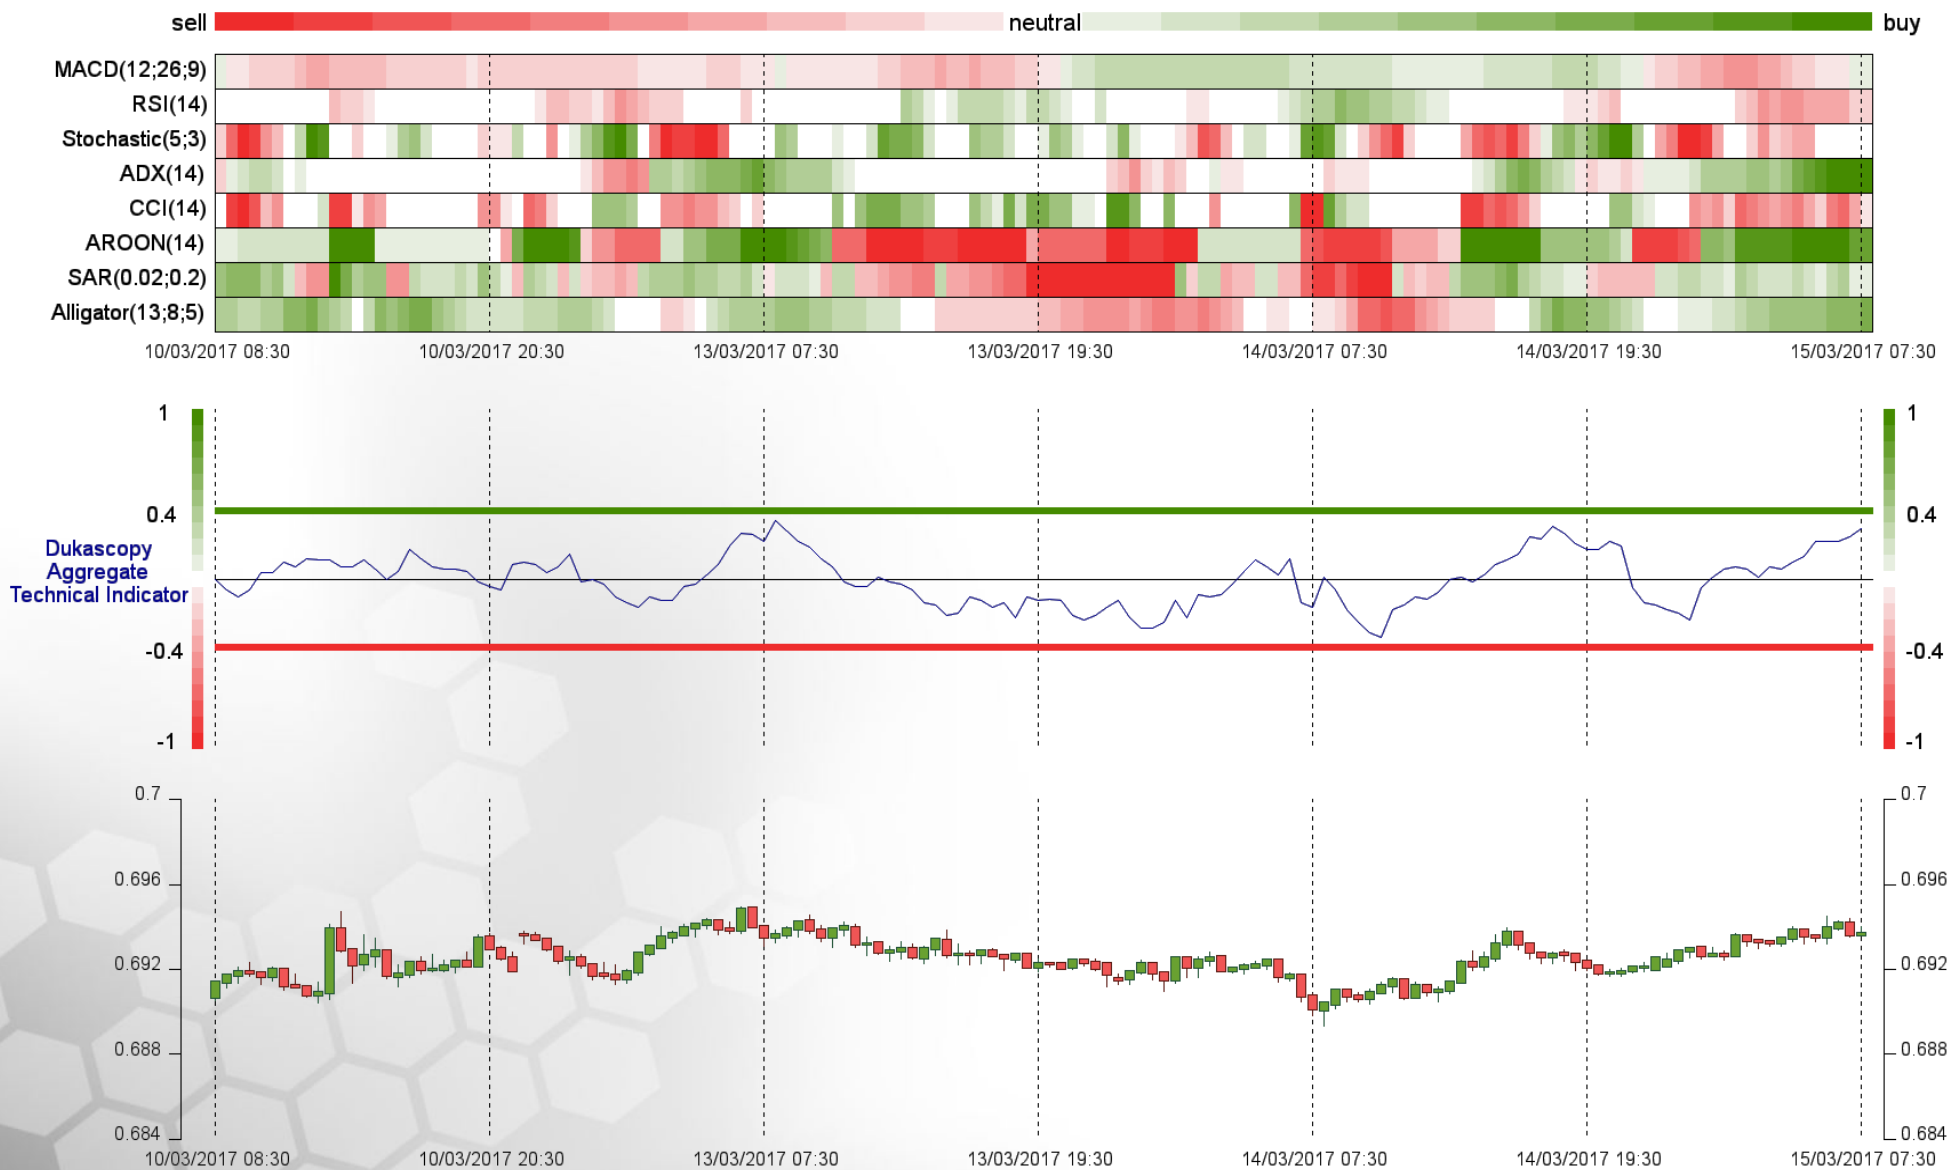 sell neutral buy
MACD(12;26;9)
RSI(14)
Stochastic(5;3)
ADX(14)
CCI(14)
AROON(14)
SAR(0.02;0.2)
Alligator(13;8;5)
10/03/2017 08:30 10/03/2017 20:30 13/03/2017 07:30 13/03/2017 19:30 14/03/2017 07:30 14/03/2017 19:30 15/03/2017 07:30
1 1
0.4 0.4
Dukascopy
Aggregate
Technical Indicator
-0.4 -0.4
-1 -1
0.7 0.7
0.696 0.696
0.692 0.692
0.688 0.688
0.684 0.684
10/03/2017 08:30 10/03/2017 20:30 13/03/2017 07:30 13/03/2017 19:30 14/03/2017 07:30 14/03/2017 19:30 15/03/2017 07:30